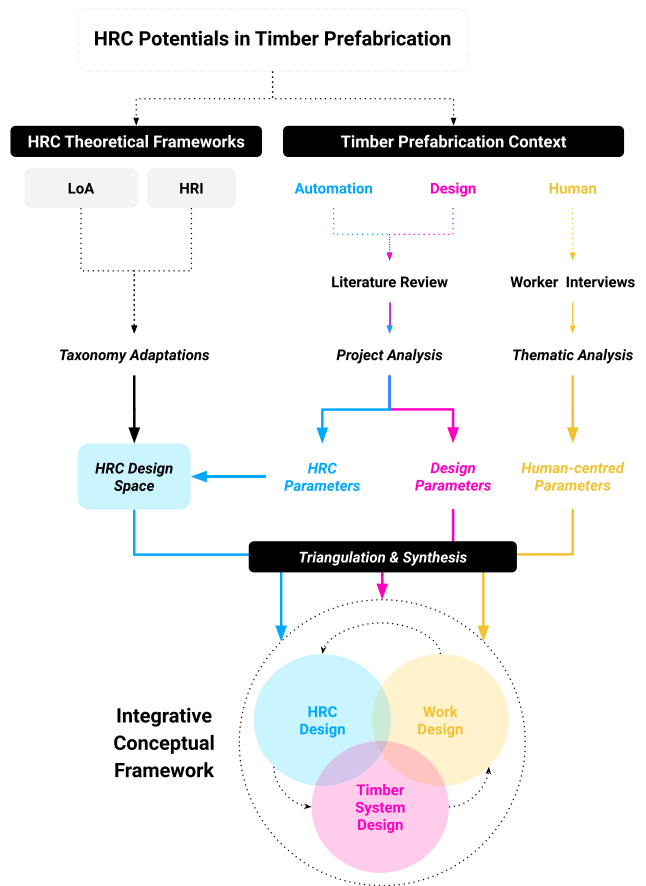 HRC Potentials in Timber Prefabrication
HRC Theoretical Frameworks
Timber Prefabrication Context
LoA
HRI
Automation
Design
Human
Literature Review
Worker Interviews
Taxonomy Adaptations
Project Analysis
Thematic Analysis
HRC Design
Space
HRC
Parameters
Design
Parameters
Human-centred
Parameters
Triangulation & Synthesis
Integrative
Conceptual
Framework
HRC
Design
Work
Design
Timber
System
Design